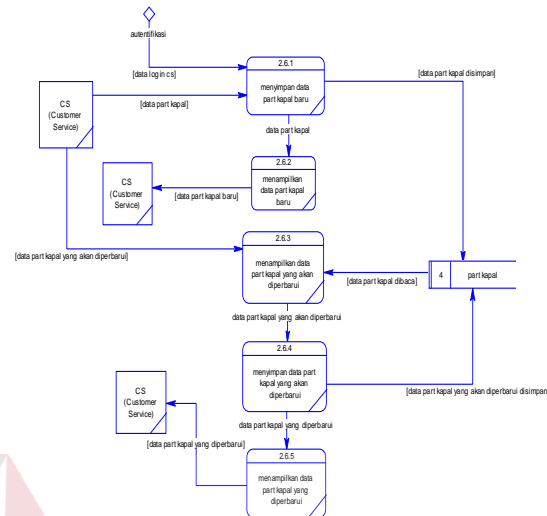 autentifikasi
[data login cs]
2.6.1
menyimpan data
part kapal baru
[data part kapal disimpan]
CS
(Customer
Service)
[data part kapal]
data part kapal
2.6.2
menampilkan
data part kapal
baru
CS
(Customer
Service)
[data part kapal baru]
2.6.3
menampilkan data
part kapal yang akan
diperbarui
[data part kapal yang akan diperbarui]
4
part kapal
[data part kapal dibaca]
data part kapal yang akan diperbarui
2.6.4
menyimpan data part
kapal yang akan
diperbarui
CS
(Customer
Service)
[data part kapal yang akan diperbarui disimpan
data part kapal yang diperbarui
[data part kapal yang diperbarui]
2.6.5
menampilkan data
part kapal yang
diperbarui